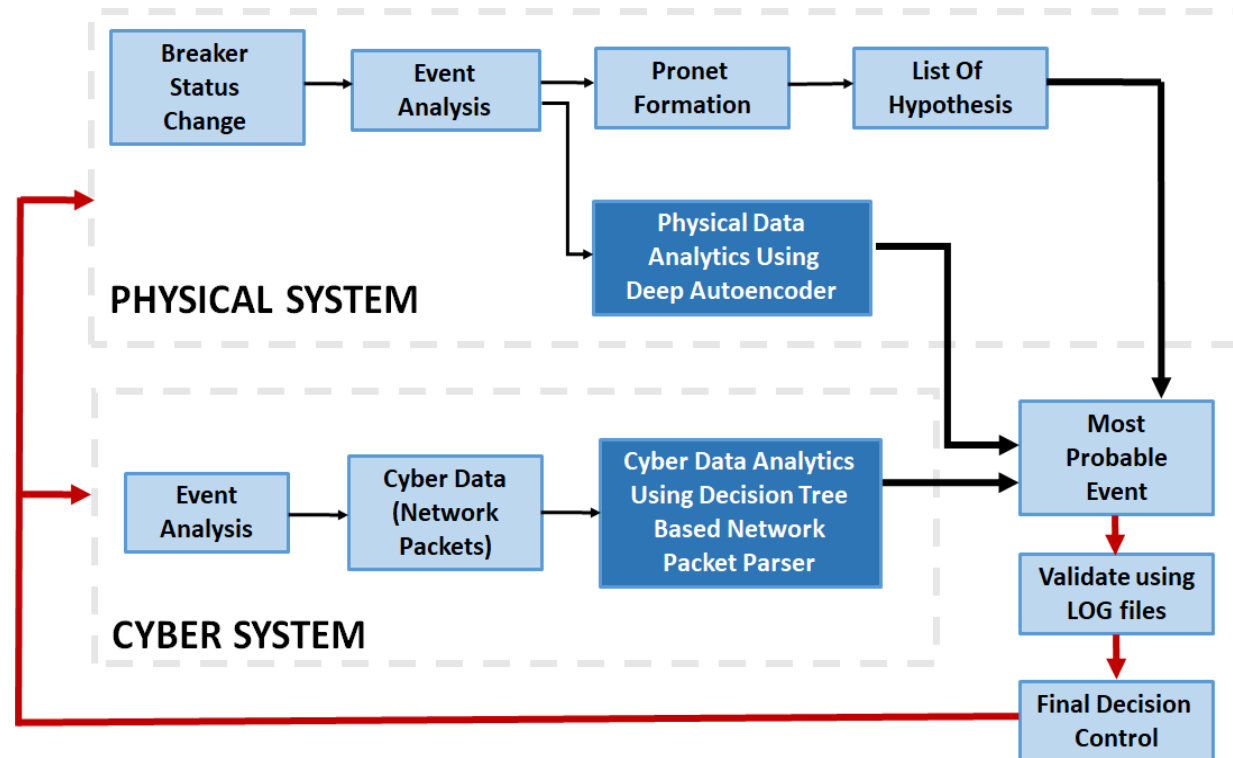 Breaker
Status
Change
Event
Analysis
Pronet
Formation
List Of
Hypothesis
Physical Data
Analytics Using
Deep Autoencoder
PHYSICAL SYSTEM
Event
Analysis
Cyber Data
(Network
Packets)
Cyber Data Analytics
Using Decision Tree
Based Network
Packet Parser
CYBER SYSTEM
Most
Probable
Event
Validate using
LOG files
Final Decision
Control